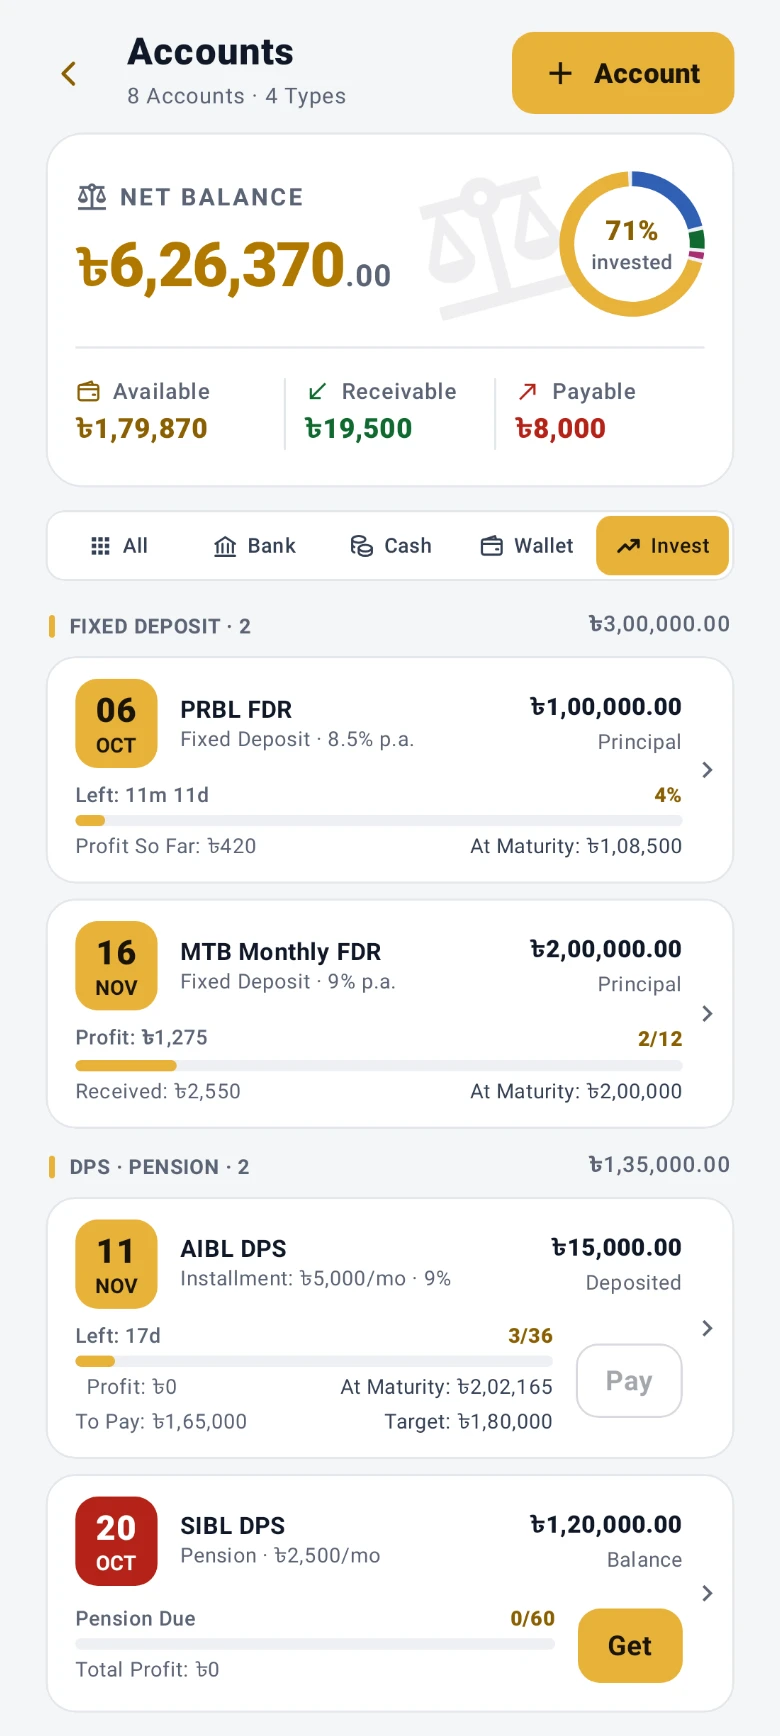 Accounts
8 Accounts · 4 Types
+ Account
NET BALANCE
৳6,26,370.00
71%
invested
Available
৳1,79,870
Receivable
৳19,500
Payable
৳8,000
All
Bank
Cash
Wallet
Invest
FIXED DEPOSIT · 2
৳3,00,000.00
06
OCT
PRBL FDR
Fixed Deposit · 8.5% p.a.
৳1,00,000.00
Principal
Left: 11m 11d
4%
Profit So Far: ৳420
At Maturity: ৳1,08,500
16
NOV
MTB Monthly FDR
Fixed Deposit · 9% p.a.
৳2,00,000.00
Principal
Profit: ৳1,275
2/12
Received: ৳2,550
At Maturity: ৳2,00,000
DPS · PENSION · 2
৳1,35,000.00
11
NOV
AIBL DPS
Installment: ৳5,000/mo · 9%
৳15,000.00
Deposited
Left: 17d
3/36
Profit: ৳0
At Maturity: ৳2,02,165
To Pay: ৳1,65,000
Target: ৳1,80,000
Pay
20
OCT
SIBL DPS
Pension · ৳2,500/mo
৳1,20,000.00
Balance
Pension Due
0/60
Total Profit: ৳0
Get